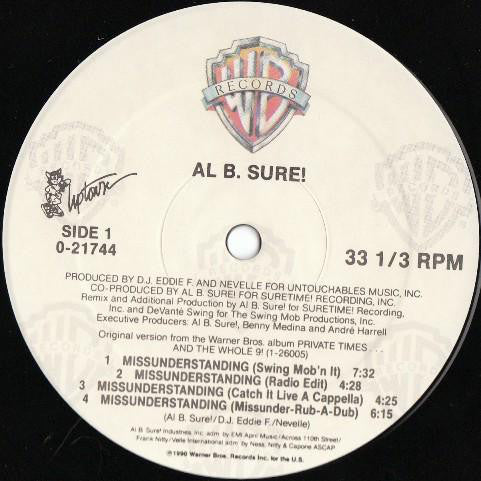 RECORDS
AL B. SURE!
Uptown
SIDE 1
0-21744
33 1/3 RPM
PRODUCED BY D.J. EDDIE F. AND NEVELLE FOR UNTOUCHABLES MUSIC, INC.
CO-PRODUCED BY AL B. SURE! FOR SURETIME! RECORDING, INC.
Remix and Additional Production by Al B. Sure! for SURETIME! Recording,
Inc. and DeVanté Swing for The Swing Mob Productions, Inc.
Executive Producers: Al B. Sure!, Benny Medina and André Harrell
Original version from the Warner Bros. album PRIVATE TIMES . . .
AND THE WHOLE 9! (1-26005)
1 MISSUNDERSTANDING (Swing Mob'n It) 7:32
2 MISSUNDERSTANDING (Radio Edit) 4:28
3 MISSUNDERSTANDING (Catch It Live A Cappella) 4:25
4 MISSUNDERSTANDING (Missunder-Rub-A-Dub) 6:15
(Al B. Sure!/D.J. Eddie F./Nevelle)
Al B. Sure! Industries, Inc. adm. by EMI April Music/Across 110th Street/
Frank Nitty/Velle International adm. by Ness, Nitty & Capone ASCAP
℗1990 Warner Bros. Records Inc. for the U.S.